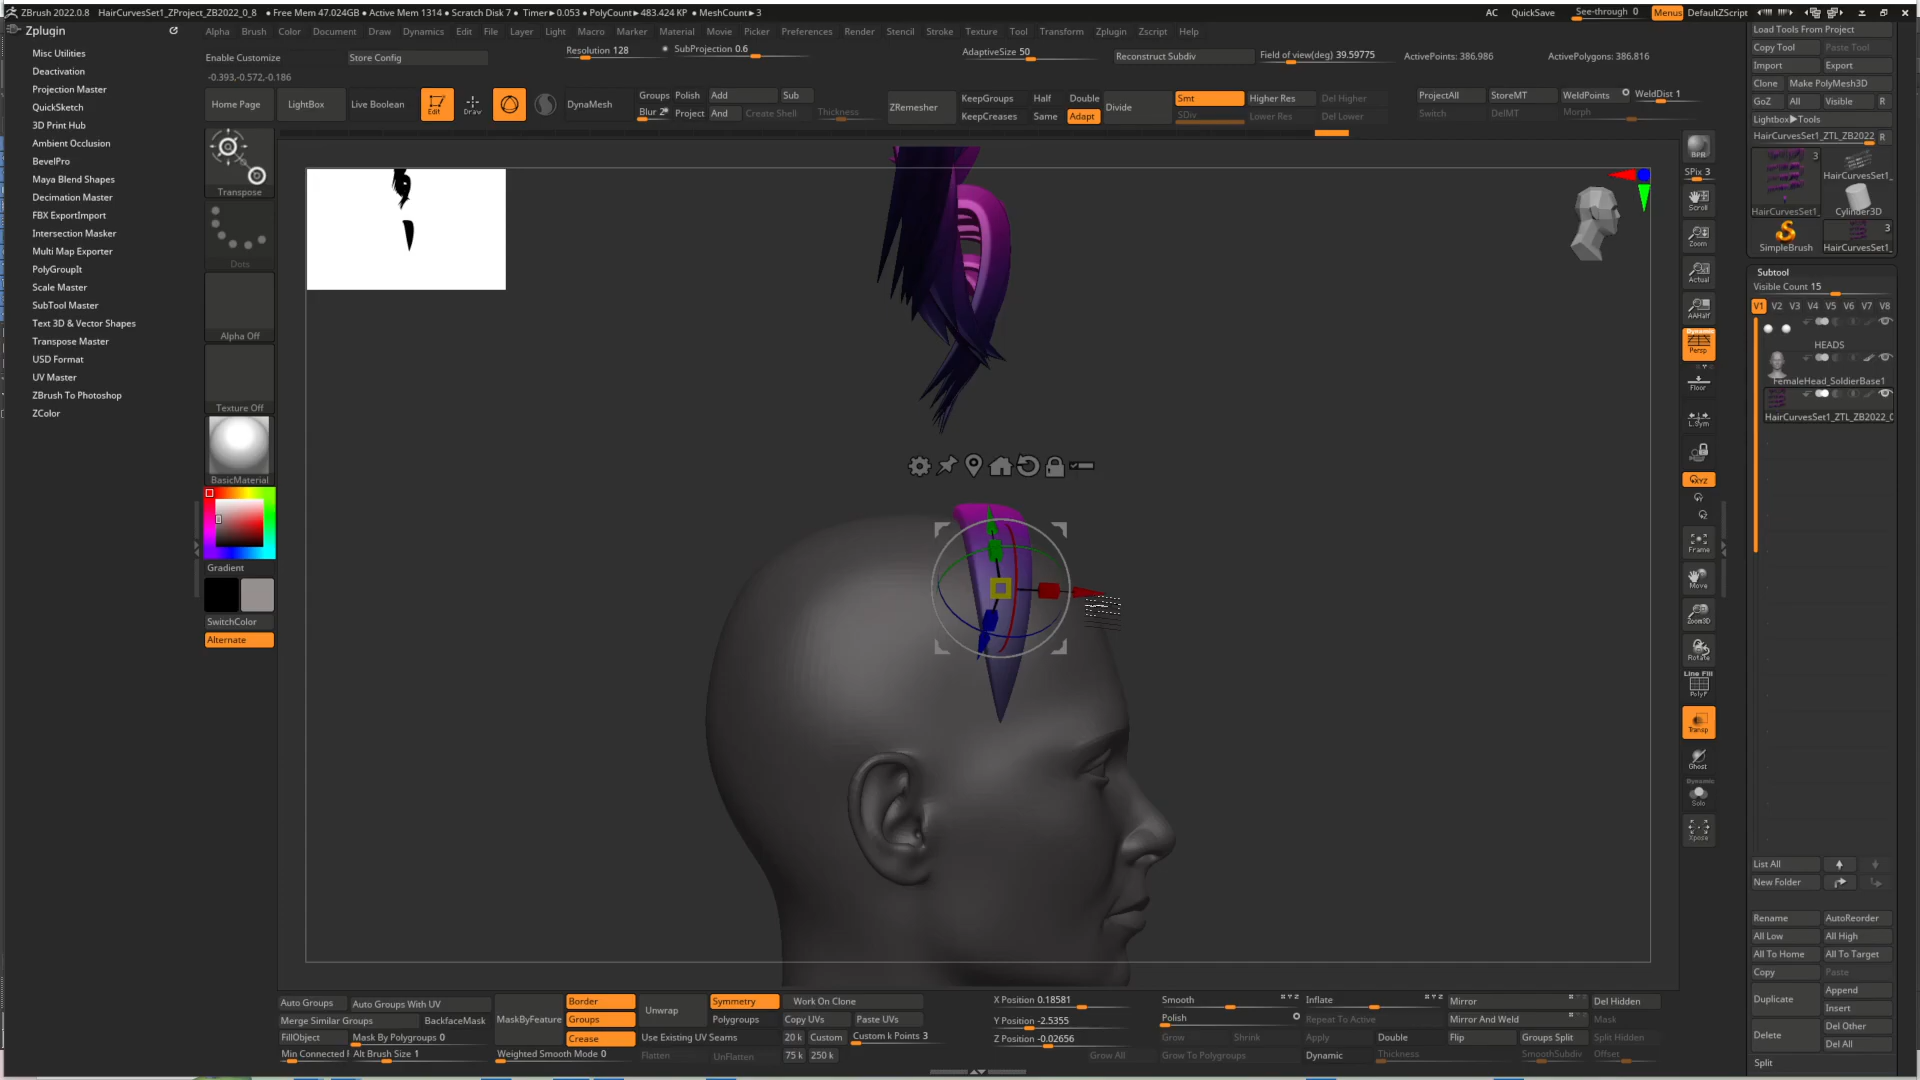 ZBrush 2022.0.8 HairCurvesSet1_ZProject_ZB2022_0_8 • Free Mem 47.024GB • Active Mem 1314 • Scratch Disk 7 • Timer▸0.053 • PolyCount▸483.424 KP • MeshCount▸3 AC QuickSave See-through 0 Menus DefaultZScript
Zplugin
Alpha Brush Color Document Draw Dynamics Edit File Layer Light Macro Marker Material Movie Picker Preferences Render Stencil Stroke Texture Tool Transform Zplugin Zscript Help
Misc Utilities
Deactivation
Projection Master
QuickSketch
3D Print Hub
Ambient Occlusion
BevelPro
Maya Blend Shapes
Decimation Master
FBX ExportImport
Intersection Masker
Multi Map Exporter
PolyGroupIt
Scale Master
SubTool Master
Text 3D & Vector Shapes
Transpose Master
USD Format
UV Master
ZBrush To Photoshop
ZColor
Enable Customize Store Config Resolution 128 SubProjection 0.6 AdaptiveSize 50 Reconstruct Subdiv Field of view(deg) 39.59775 ActivePoints: 386.986 ActivePolygons: 386,816
-0.393,-0.572,-0.186
Home Page LightBox Live Boolean Edit Draw DynaMesh
Groups Polish Add Sub
Blur 2 Project And Create Shell Thickness
ZRemesher KeepGroups Half Double
KeepCreases Same Adapt
Divide Smt Higher Res Del Higher
SDiv Lower Res Del Lower
ProjectAll StoreMT WeldPoints WeldDist 1
Switch DelMT Morph
Transpose
Dots
Alpha Off
Texture Off
BasicMaterial
Gradient
SwitchColor
Alternate
BPR
SPix 3
Scroll
Zoom
Actual
AAHalf
Dynamic
Persp
Floor
L.Sym
XYZ
Frame
Move
Zoom3D
Rotate
Line Fill
PolyF
Transp
Ghost
Dynamic
Solo
Xpose
Load Tools From Project
Copy Tool Paste Tool
Import Export
Clone Make PolyMesh3D
GoZ All Visible R
Lightbox▸Tools
HairCurvesSet1_ZTL_ZB2022 R
3
HairCurvesSet1_
HairCurvesSet1_ Cylinder3D
3
SimpleBrush HairCurvesSet1_
Subtool
Visible Count 15
V1 V2 V3 V4 V5 V6 V7 V8
HEADS
FemaleHead_SoldierBase1
HairCurvesSet1_ZTL_ZB2022_0
List All
New Folder
Rename AutoReorder
All Low All High
All To Home All To Target
Copy Paste
Duplicate Append
Insert
Delete Del Other
Del All
Split
Auto Groups Auto Groups With UV
Merge Similar Groups BackfaceMask
FillObject Mask By Polygroups 0
Min Connected Alt Brush Size 1
MaskByFeature Border
Groups
Crease
Weighted Smooth Mode 0
Unwrap Symmetry Work On Clone
Polygroups Copy UVs Paste UVs
Use Existing UV Seams 20 k Custom Custom k Points 3
Flatten UnFlatten 75 k 250 k
X Position 0.18581
Y Position -2.5355
Z Position -0.02656
Grow All
Smooth Inflate Mirror Del Hidden
Polish Repeat To Active Mirror And Weld Mask
Grow Shrink Apply Double Flip Groups Split Split Hidden
Grow To Polygroups Dynamic Thickness SmoothSubdiv Offset